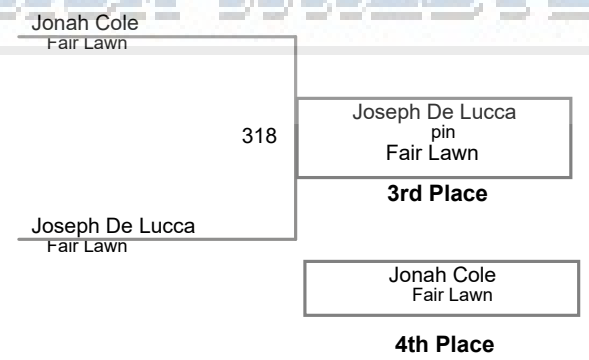 Jonah Cole
Fair Lawn
318
Joseph De Lucca
pin
Fair Lawn
3rd Place
Joseph De Lucca
Fair Lawn
Jonah Cole
Fair Lawn
4th Place